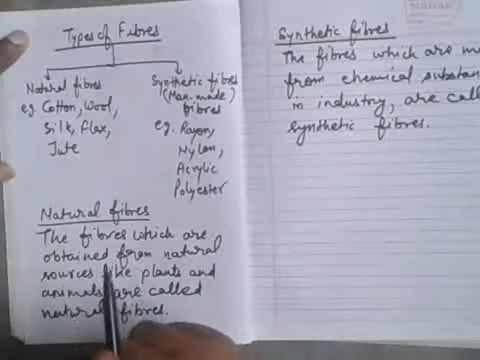 Types of Fibres
Natural fibres
eg. Cotton, Wool,
Silk, Flax,
Jute
Synthetic fibres
(Man-made)
fibres
eg. Rayon,
Nylon,
Acrylic
Polyester
Natural fibres
The fibres which are
obtained from natural
sources like plants and
animals are called
natural fibres.
Synthetic fibres
The fibres which are
from chemical
in industry, are
synthetic fibres.